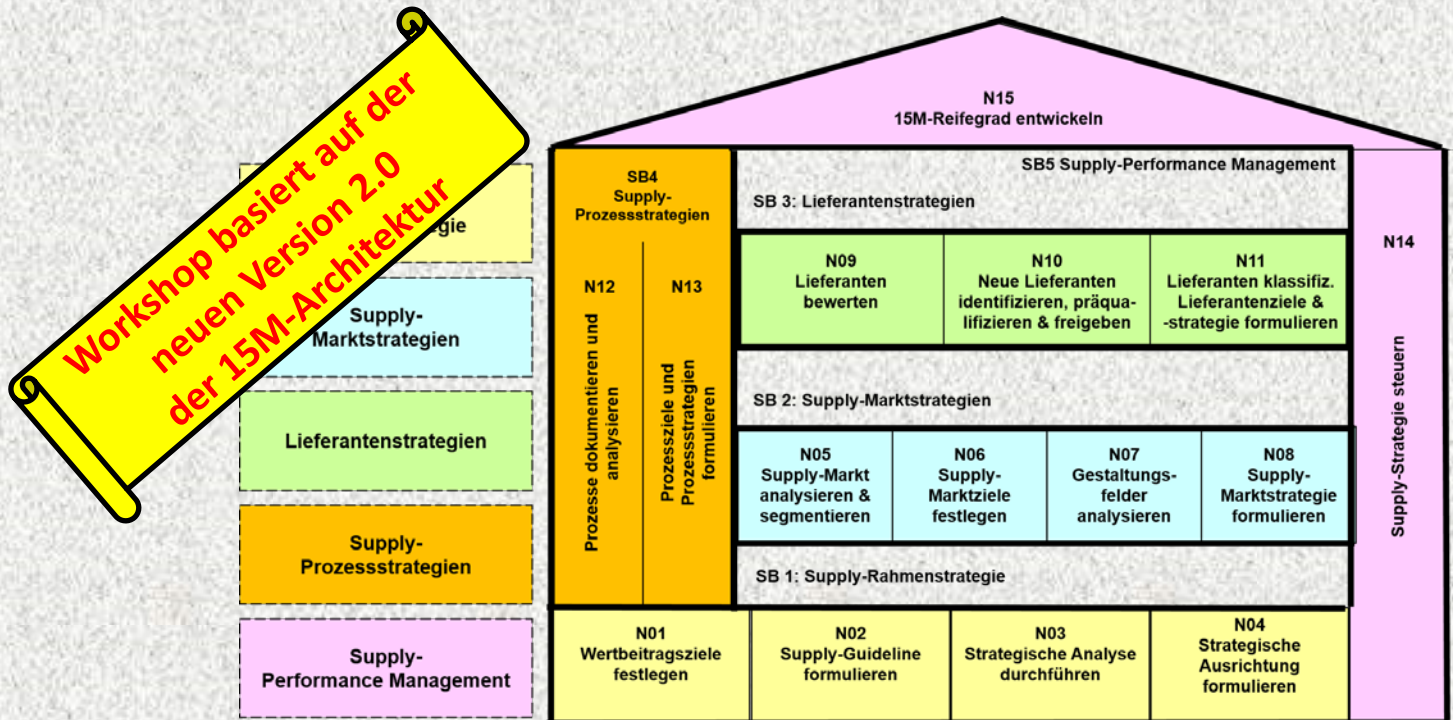 Workshop basiert auf der
neuen Version 2.0
der 15M-Architektur
gie
Supply-
Marktstrategien
Lieferantenstrategien
Supply-
Prozessstrategien
Supply-
Performance Management
N15
15M-Reifegrad entwickeln
SB4
Supply-
Prozessstrategien
N12
Prozesse dokumentieren und
analysieren
N13
Prozessziele und
Prozessstrategien
formulieren
SB5 Supply-Performance Management
SB 3: Lieferantenstrategien
N09
Lieferanten
bewerten
N10
Neue Lieferanten
identifizieren, präqua-
lifizieren & freigeben
N11
Lieferanten klassifiz.
Lieferantenziele &
-strategie formulieren
SB 2: Supply-Marktstrategien
N05
Supply-Markt
analysieren &
segmentieren
N06
Supply-
Marktziele
festlegen
N07
Gestaltungs-
felder
analysieren
N08
Supply-
Marktstrategie
formulieren
SB 1: Supply-Rahmenstrategie
N01
Wertbeitragsziele
festlegen
N02
Supply-Guideline
formulieren
N03
Strategische Analyse
durchführen
N04
Strategische
Ausrichtung
formulieren
N14
Supply-Strategie steuern